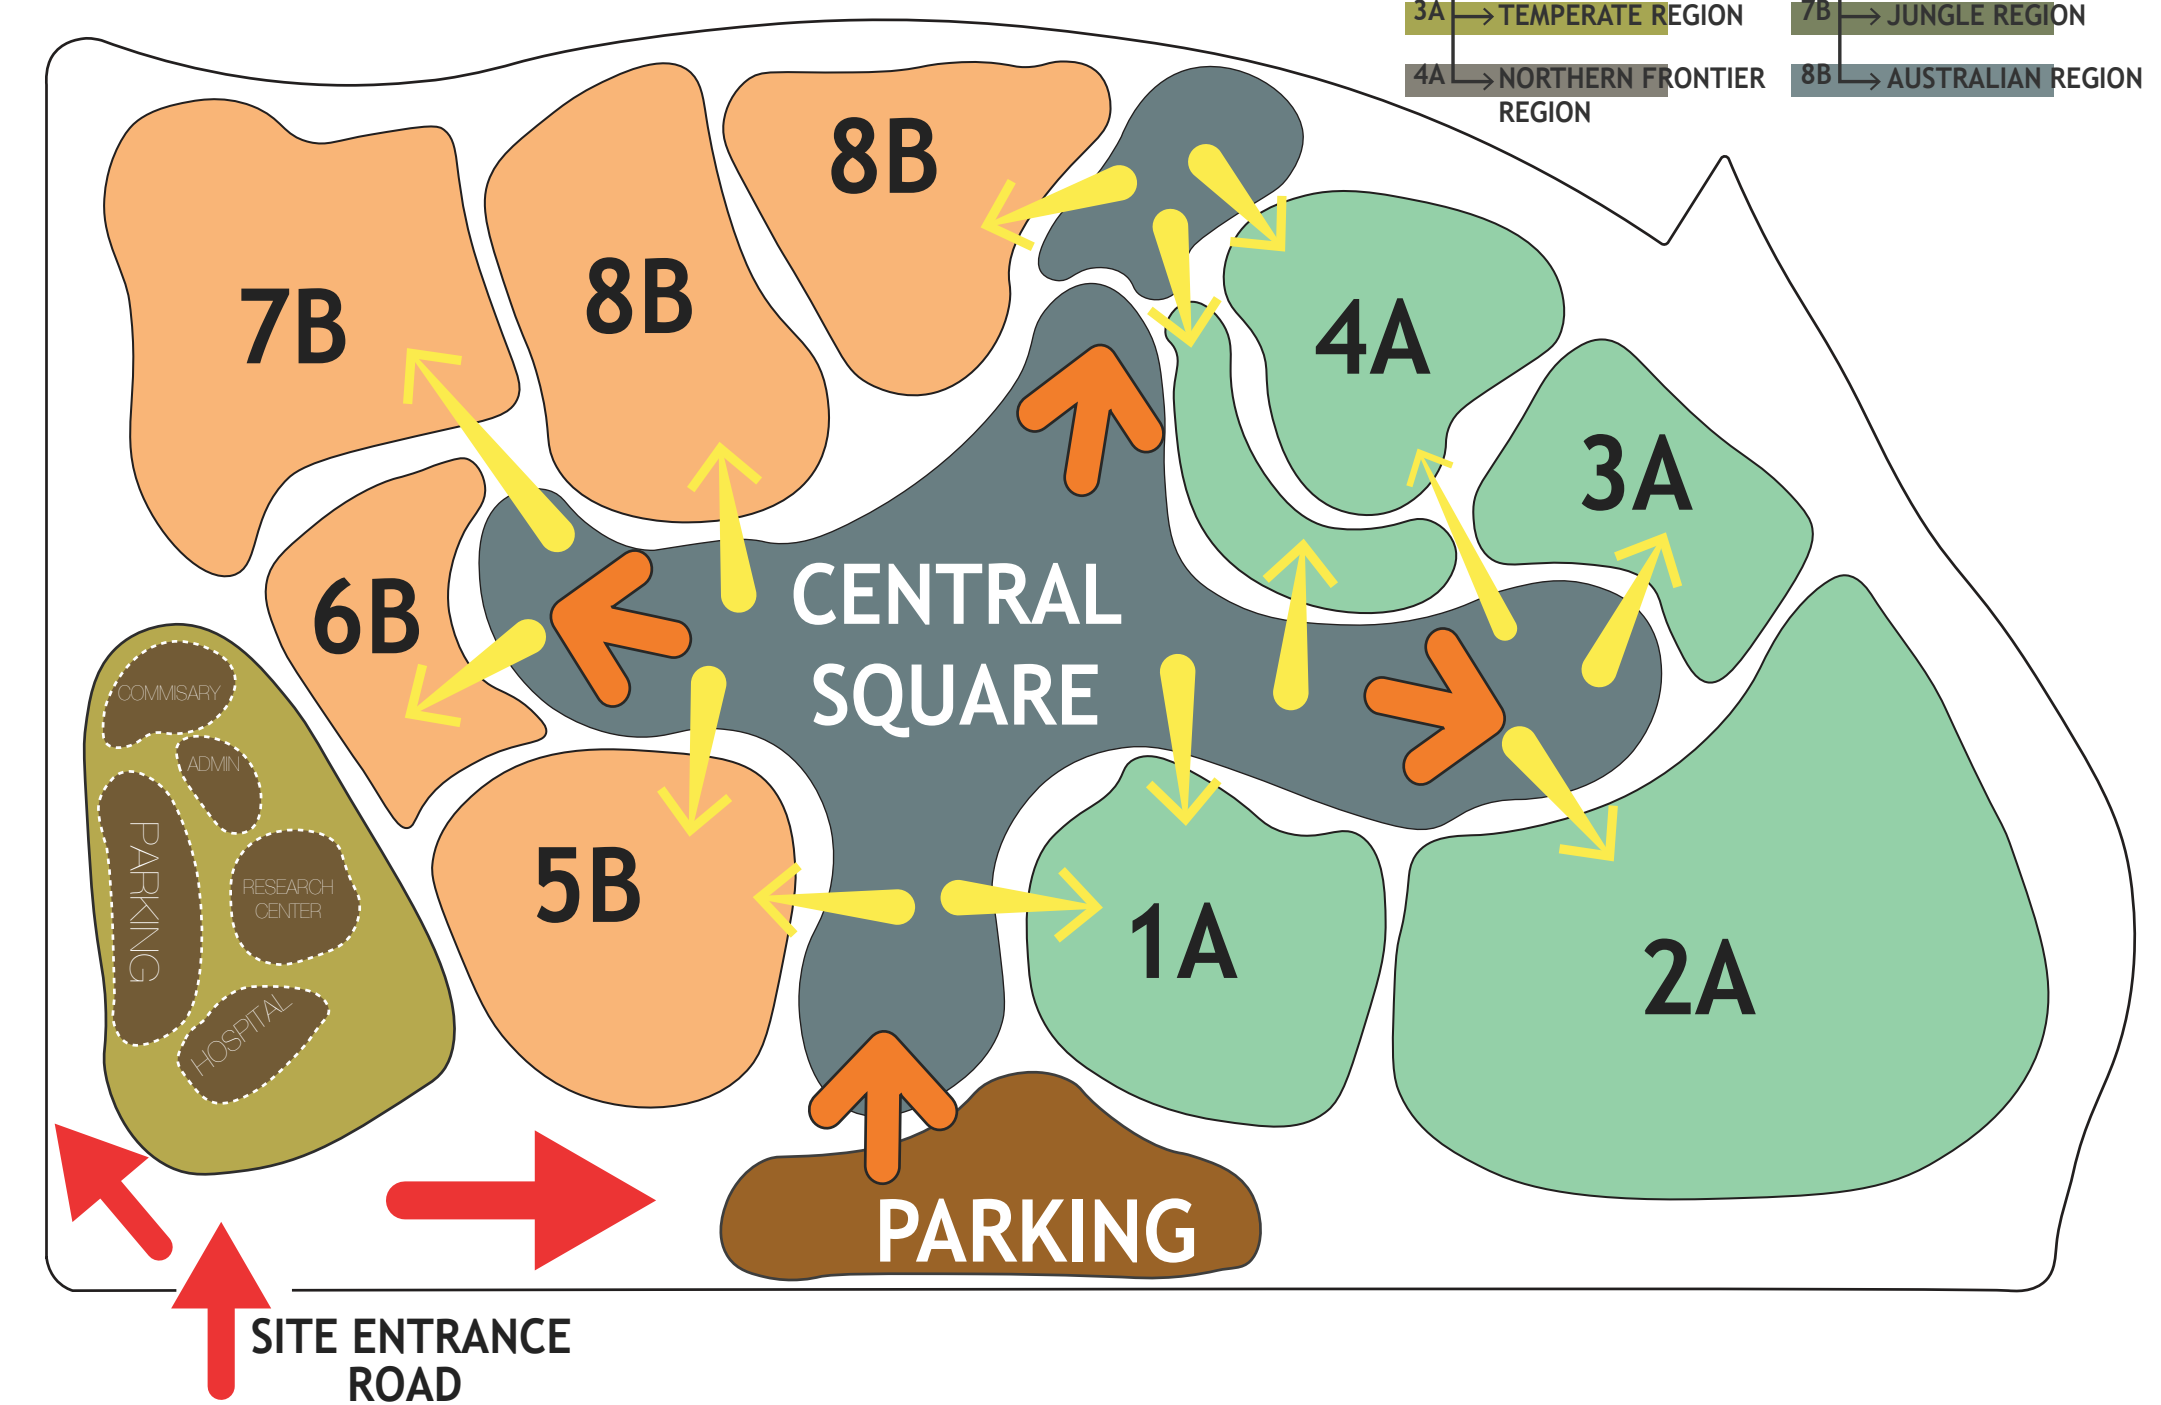 3A TEMPERATE REGION
7B JUNGLE REGION
4A NORTHERN FRONTIER
REGION
8B AUSTRALIAN REGION
8B
7B
8B
4A
3A
6B
CENTRAL
SQUARE
COMMISARY
ADMIN
PARKING
RESEARCH
CENTER
HOSPITAL
5B
1A
2A
PARKING
SITE ENTRANCE
ROAD